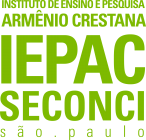 INSTITUTO DE ENSINO E PESQUISA
ARMÊNIO CRESTANA
IEPAC
SECONCI
são.paulo